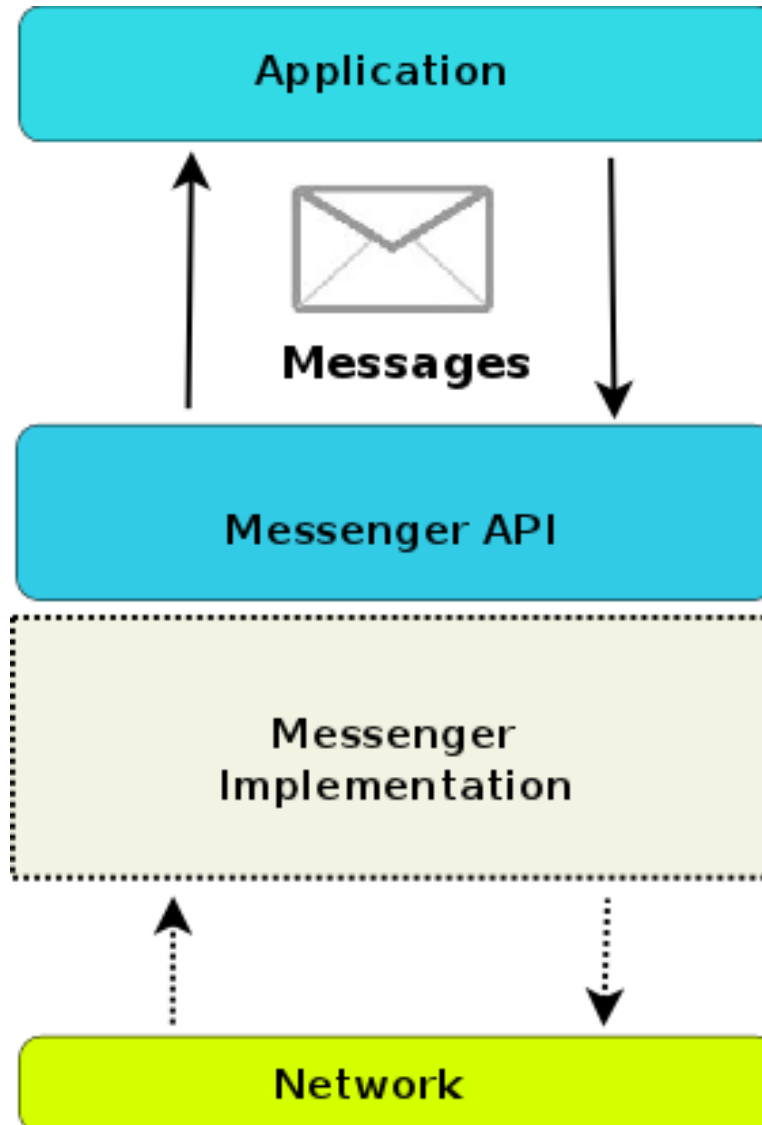 Application
Messages
Messenger API
Messenger
Implementation
Network